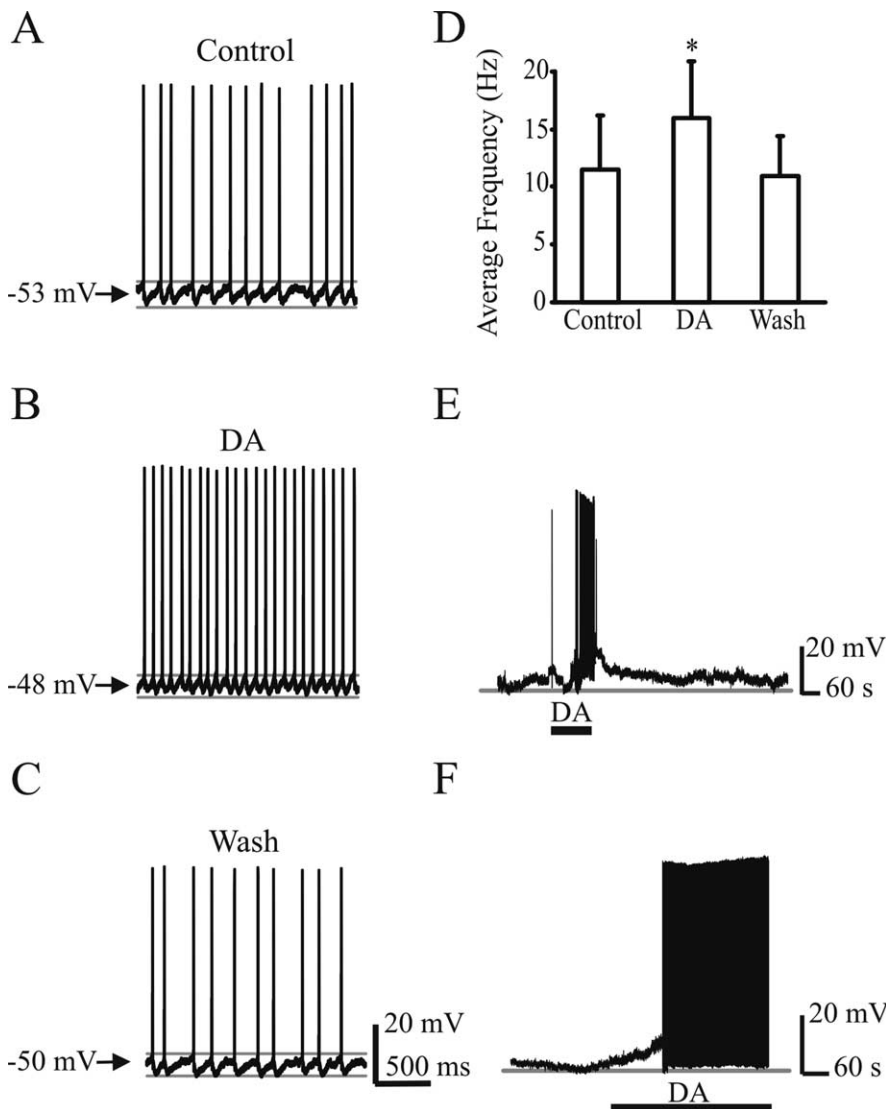 A
Control
-53 mV
B
DA
-48 mV
C
Wash
-50 mV
20 mV
500 ms
D
*
Average Frequency (Hz)
20
15
10
5
0
Control DA Wash
E
20 mV
60 s
DA
F
20 mV
60 s
DA